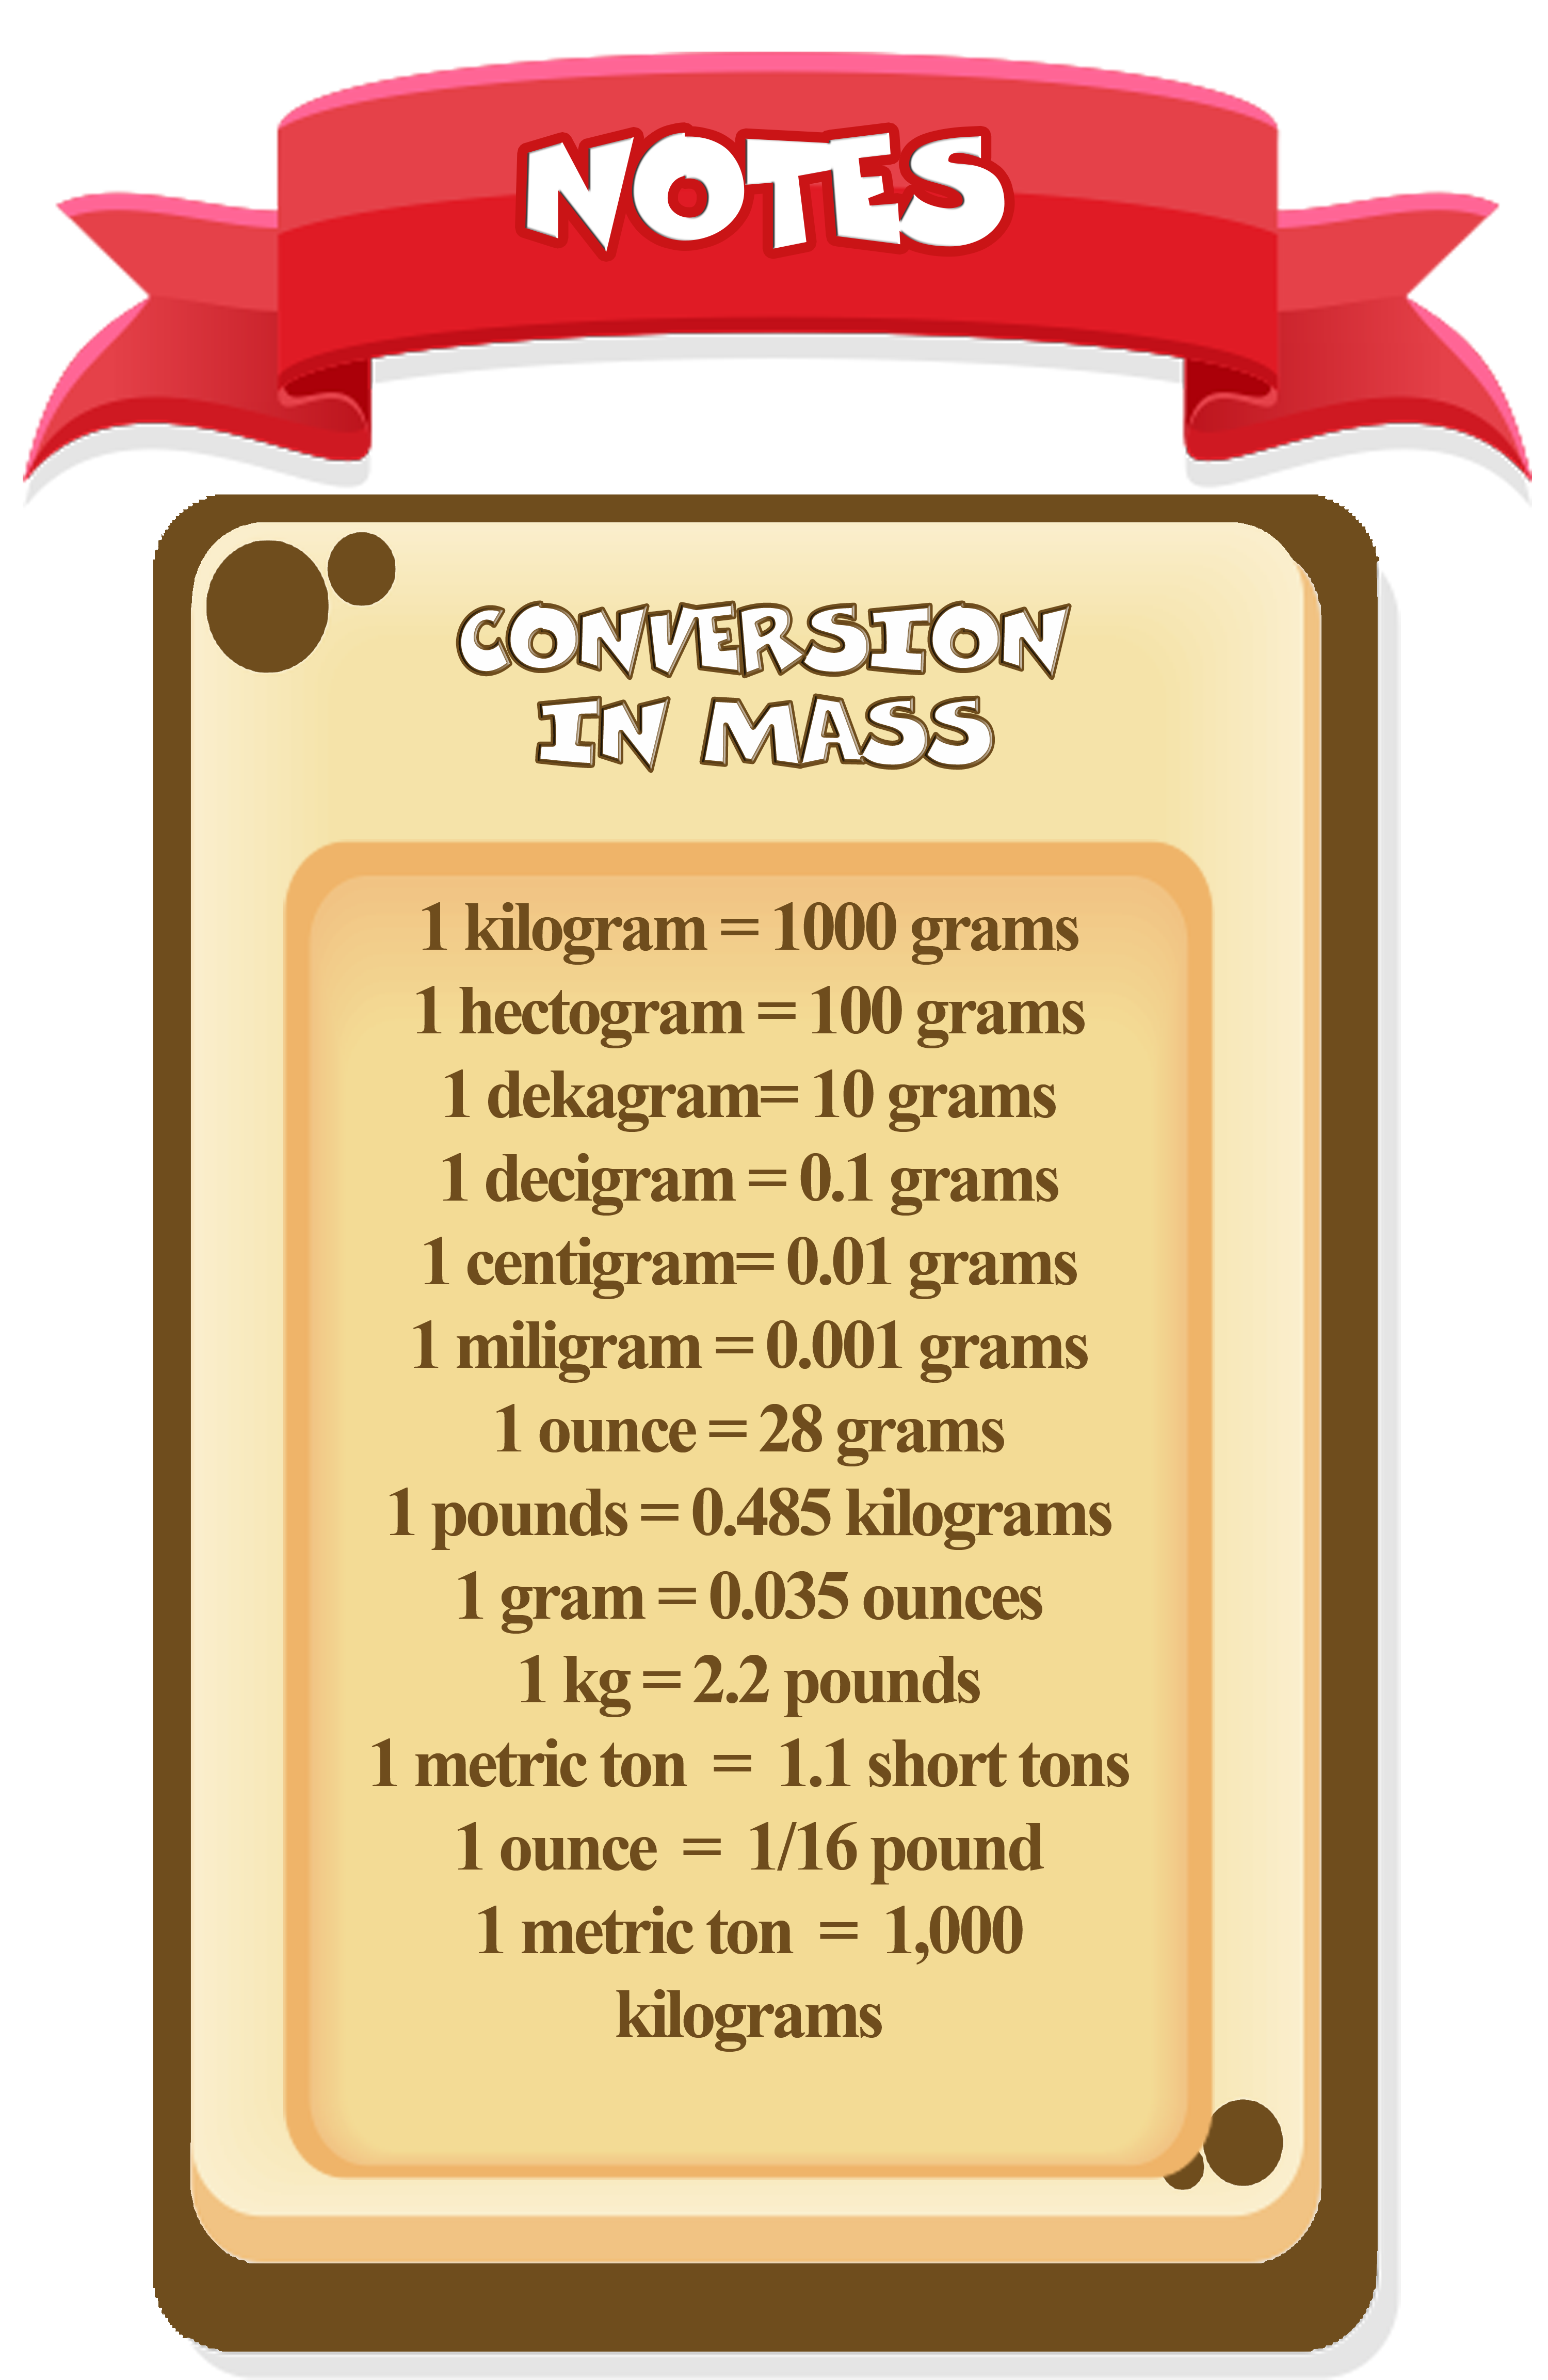 NOTES
CONVERSION
IN MASS
1 kilogram = 1000 grams
1 hectogram = 100 grams
1 dekagram= 10 grams
1 decigram = 0.1 grams
1 centigram= 0.01 grams
1 miligram = 0.001 grams
1 ounce = 28 grams
1 pounds = 0.485 kilograms
1 gram = 0.035 ounces
1 kg = 2.2 pounds
1 metric ton = 1.1 short tons
1 ounce = 1/16 pound
1 metric ton = 1,000
kilograms